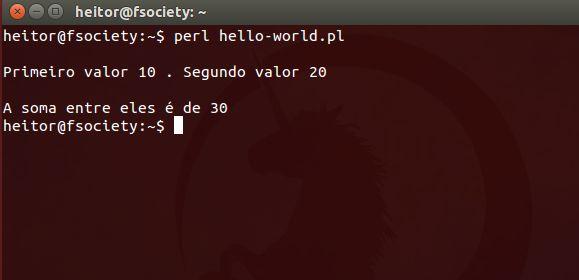 heitor@fsociety: ~
heitor@fsociety:~$ perl hello-world.pl
Primeiro valor 10 . Segundo valor 20
A soma entre eles é de 30
heitor@fsociety:~$